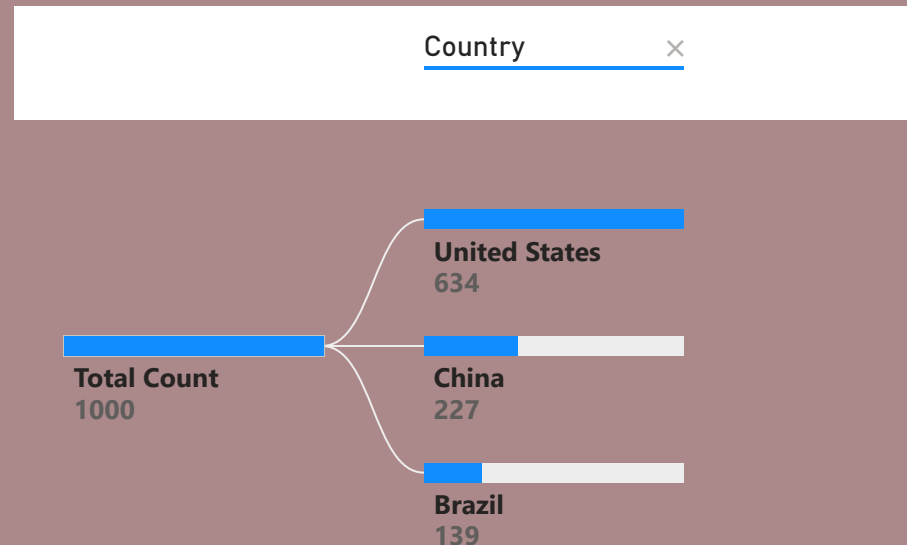 Country
United States
634
Total Count
1000
China
227
Brazil
139